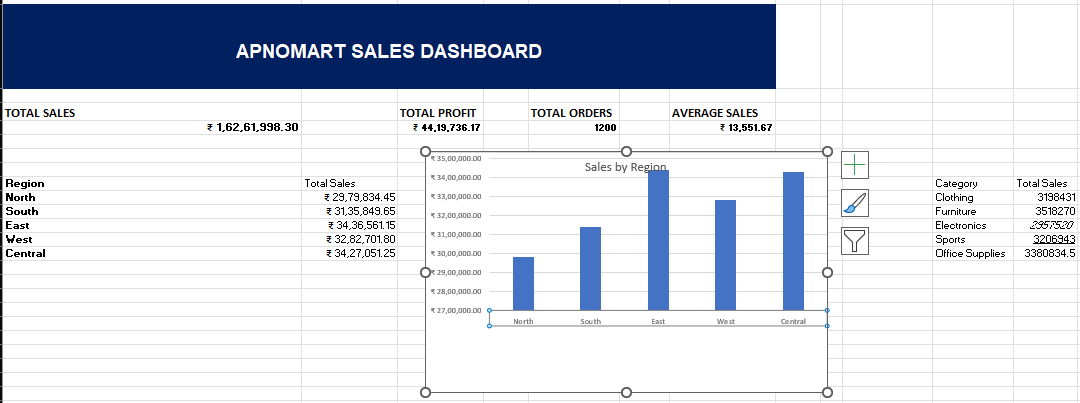 APNOMART SALES DASHBOARD
TOTAL SALES TOTAL PROFIT TOTAL ORDERS AVERAGE SALES
₹ 1,62,61,998.30 ₹ 44,19,736.17 1200 ₹ 13,551.67
Region Total Sales
North ₹ 29,79,834.45
South ₹ 31,35,849.65
East ₹ 34,36,561.15
West ₹ 32,82,701.80
Central ₹ 34,27,051.25
Sales by Region
₹ 35,00,000.00
₹ 34,00,000.00
₹ 33,00,000.00
₹ 32,00,000.00
₹ 31,00,000.00
₹ 30,00,000.00
₹ 29,00,000.00
₹ 28,00,000.00
₹ 27,00,000.00
North South East West Central
Category Total Sales
Clothing 3198431
Furniture 3518270
Electronics 2957520
Sports 3206943
Office Supplies 3380834.5